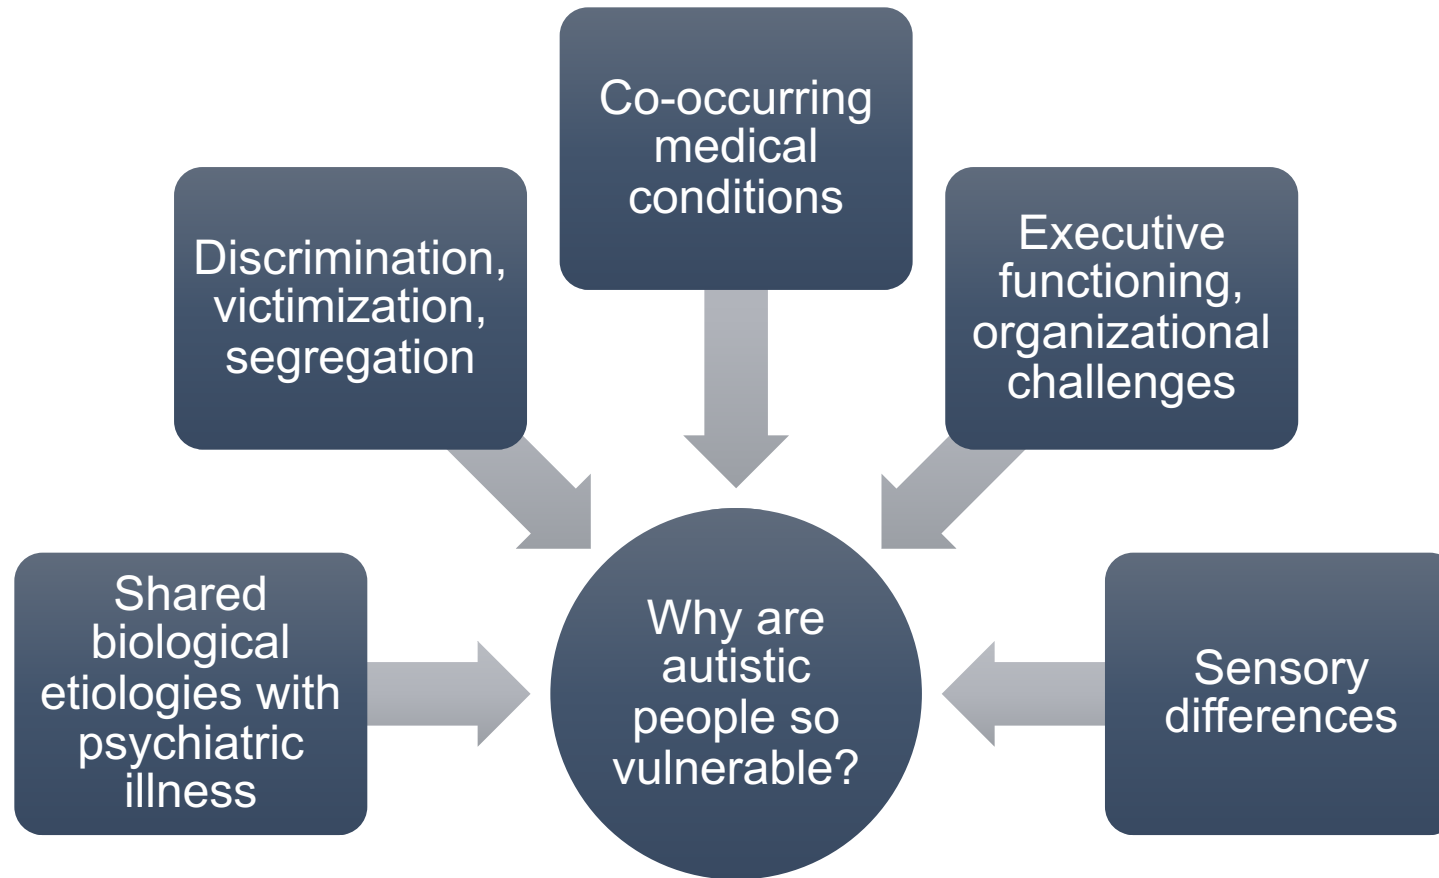 Co-occurring
medical
conditions
Discrimination,
victimization,
segregation
Executive
functioning,
organizational
challenges
Shared
biological
etiologies with
psychiatric
illness
Why are
autistic
people so
vulnerable?
Sensory
differences